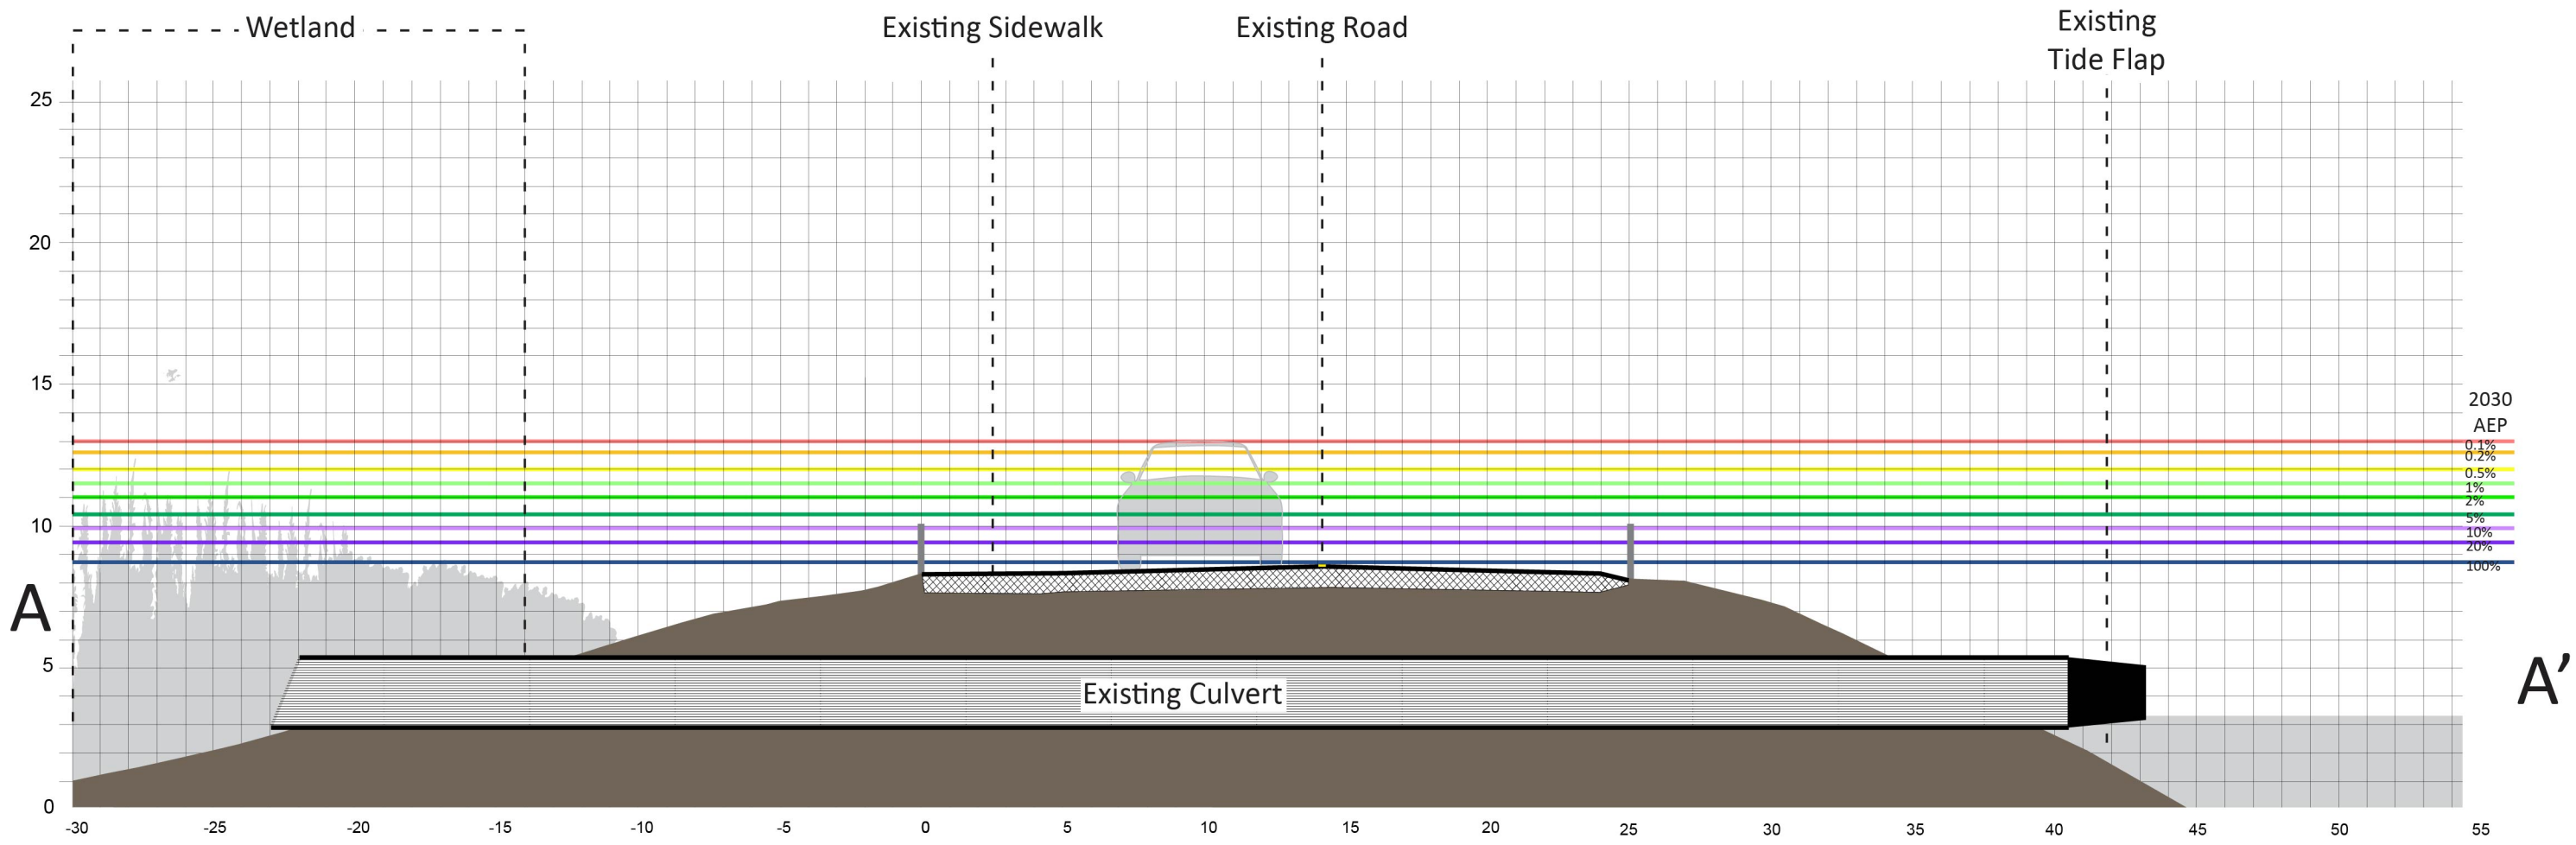 Wetland
Existing Sidewalk
Existing Road
Existing
Tide Flap
25
20
15
10
5
0
2030
AEP
0.1%
0.2%
0.5%
1%
2%
5%
10%
20%
100%
A
A’
Existing Culvert
-30 -25 -20 -15 -10 -5 0 5 10 15 20 25 30 35 40 45 50 55